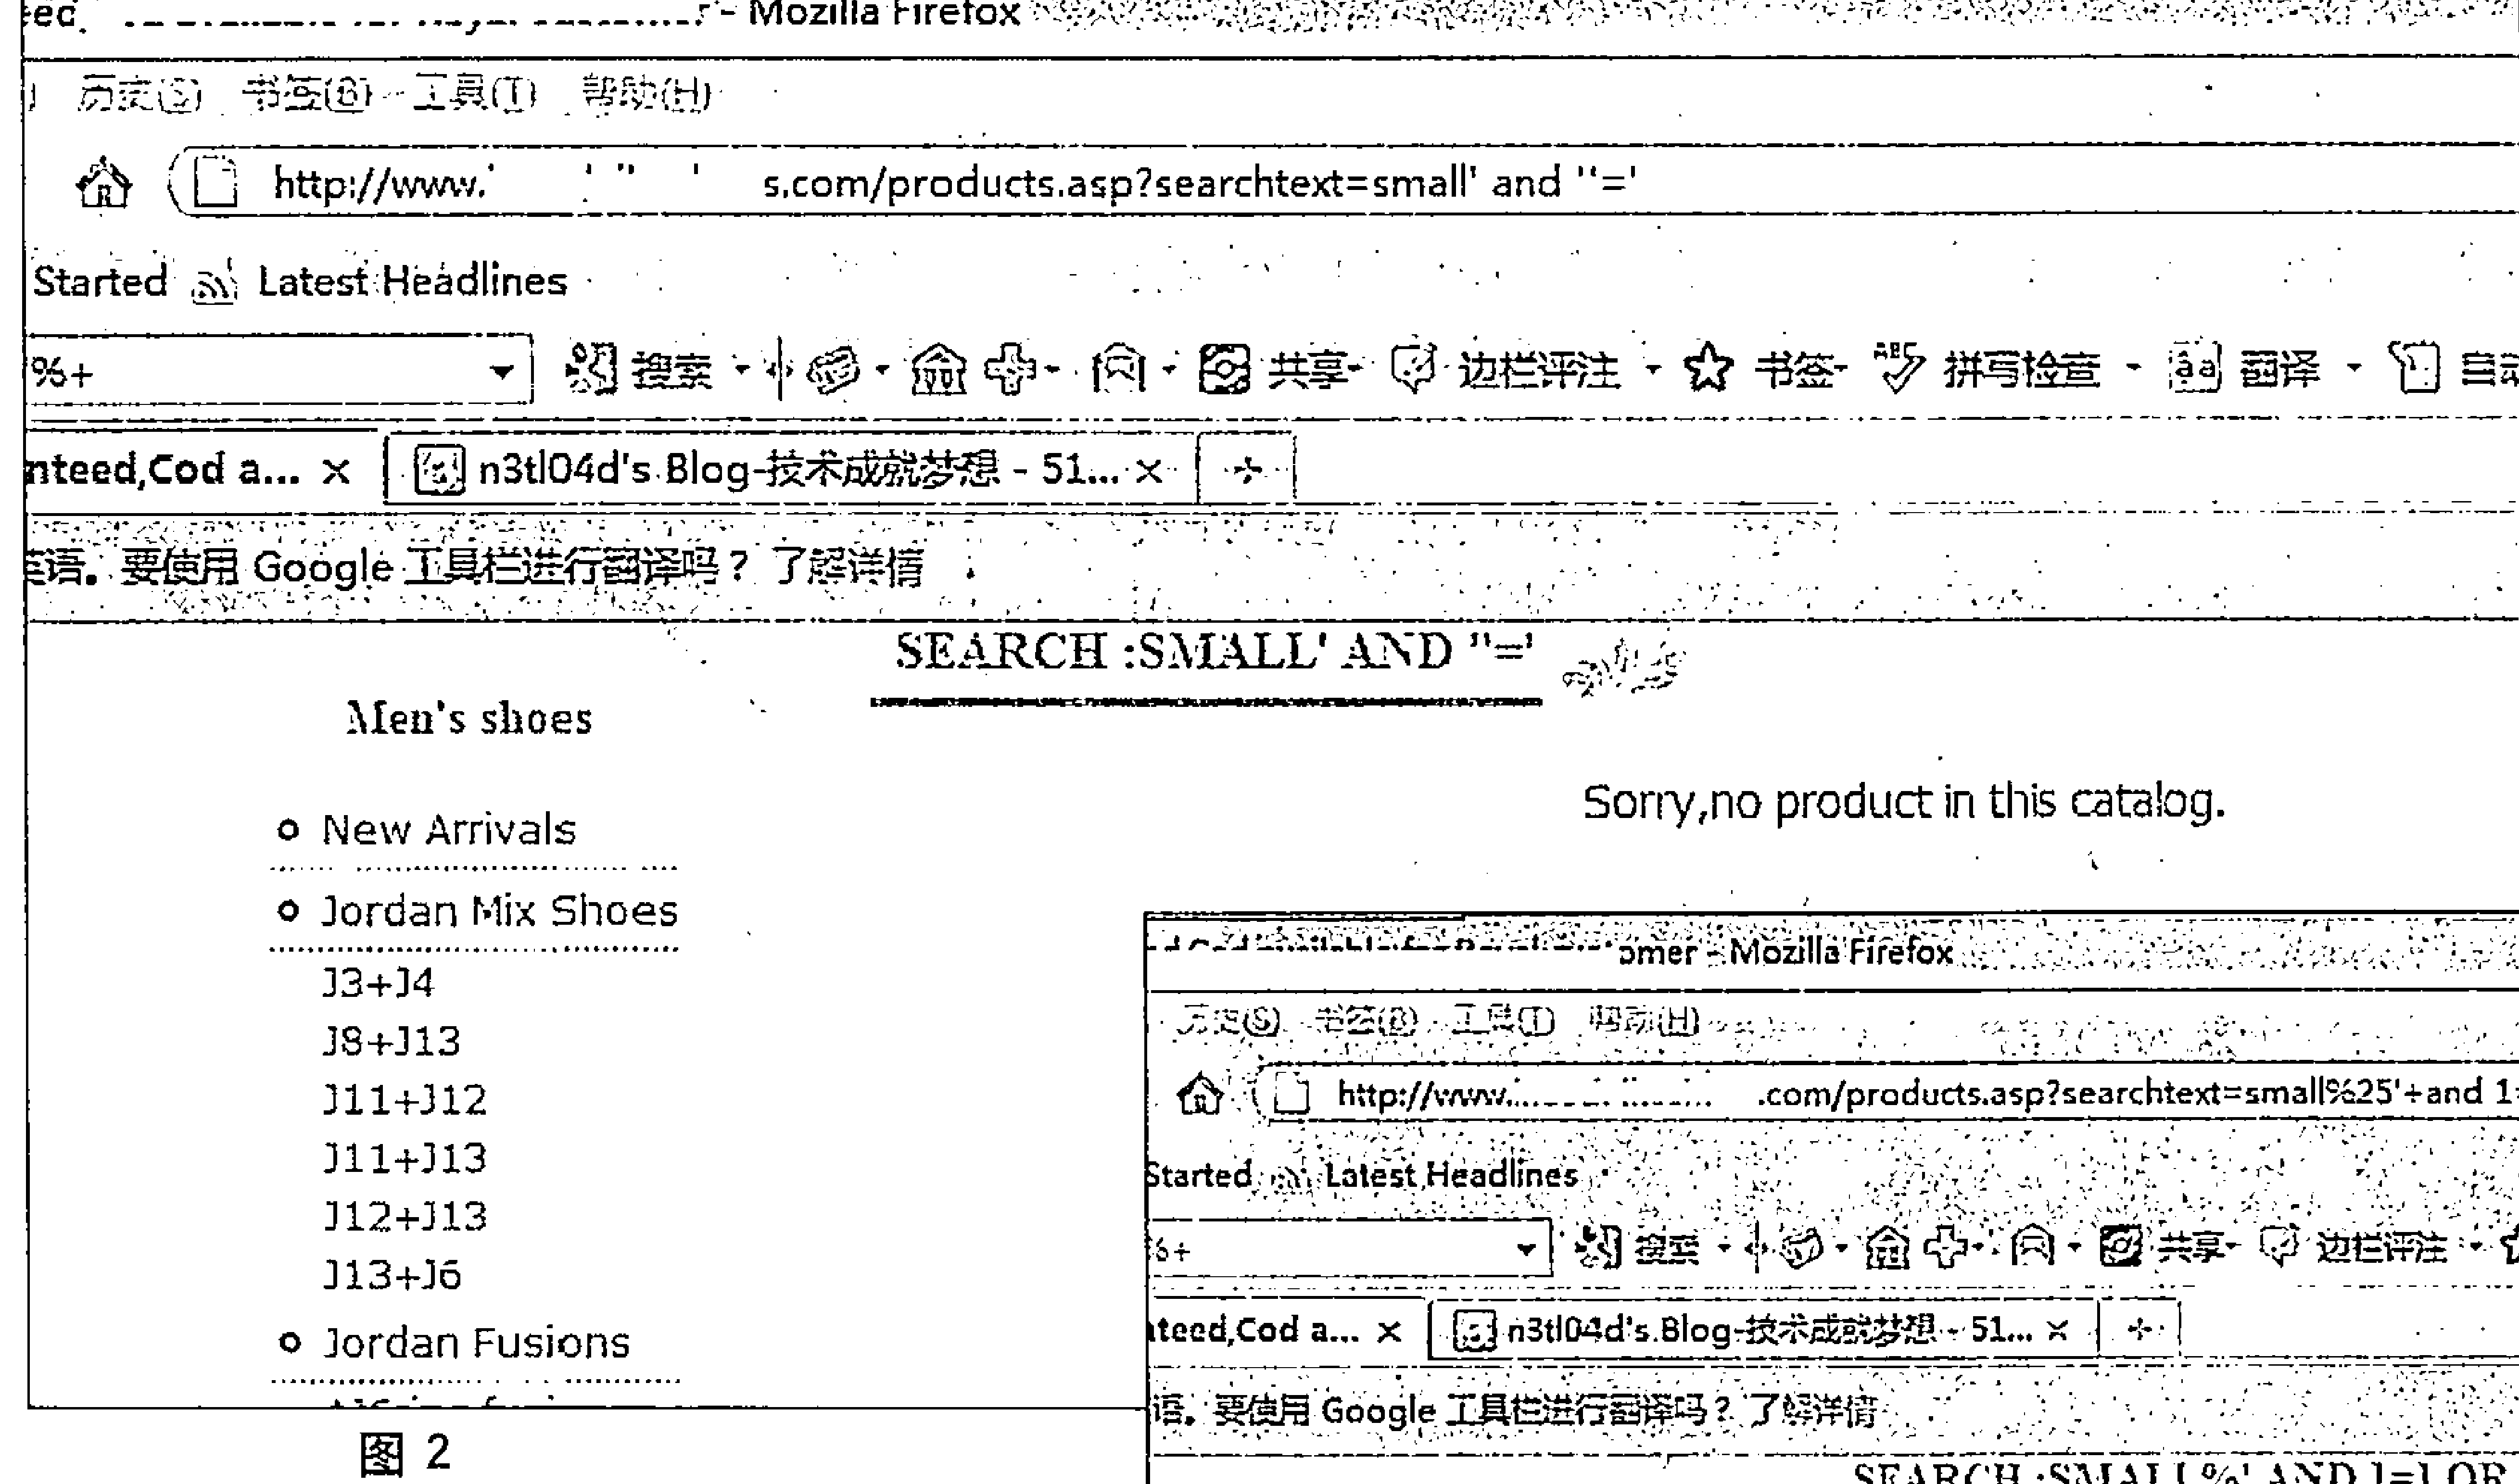 - Mozilla Firefox
历史(S) 书签(B) 工具(T) 帮助(H)
http://www. s.com/products.asp?searchtext=small' and ''='
Started Latest Headlines
%+ 搜索 共享 边栏评注 书签 拼写检查 翻译
nteed,Cod a... × n3tl04d's Blog-技术成就梦想 - 51... × +
语。要使用 Google 工具栏进行翻译吗？ 了解详情
SEARCH :SMALL' AND ''='
Men's shoes
Sorry,no product in this catalog.
New Arrivals
Jordan Mix Shoes
J3+J4
J8+J13
J11+J12
J11+J13
J12+J13
J13+J6
Jordan Fusions
图 2
omer - Mozilla Firefox
历史(S) 书签(B) 工具(T) 帮助(H)
http://www. .com/products.asp?searchtext=small%25'+and 1=
Started Latest Headlines
%+ 搜索 共享 边栏评注
teed,Cod a... × n3tl04d's Blog-技术成就梦想 - 51... × +
语。要使用 Google 工具栏进行翻译吗？ 了解详情
SEARCH :SMALL%' AND 1=1 OR